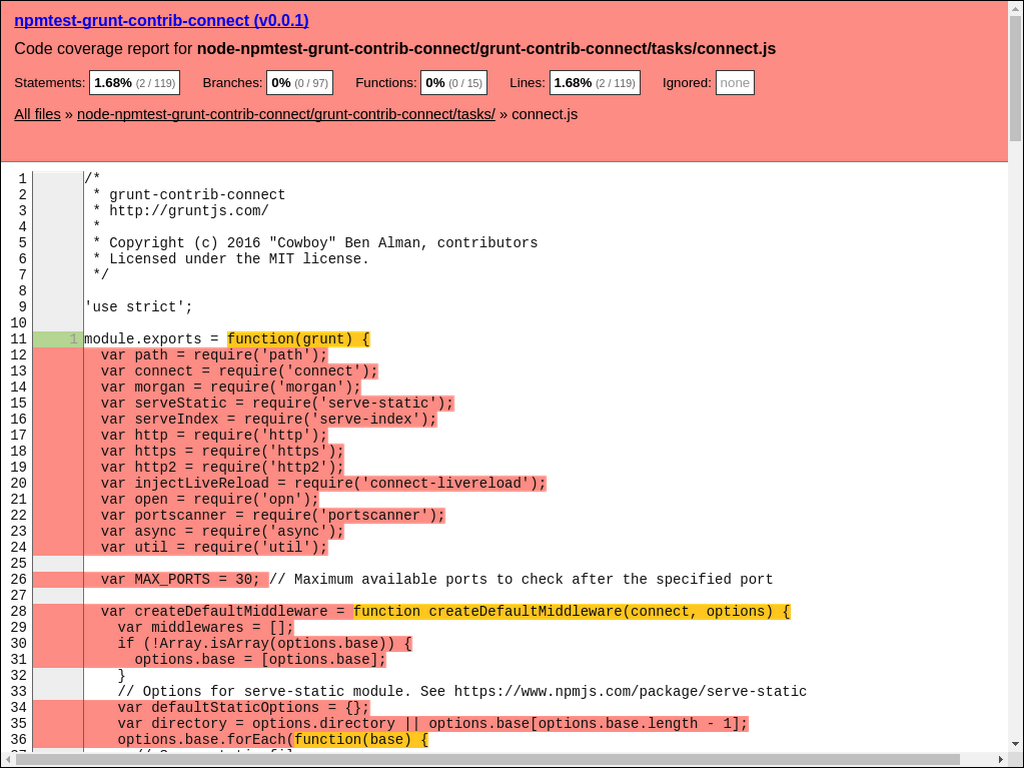 npmtest-grunt-contrib-connect (v0.0.1)
Code coverage report for node-npmtest-grunt-contrib-connect/grunt-contrib-connect/tasks/connect.js
Statements: 1.68% (2 / 119) Branches: 0% (0 / 97) Functions: 0% (0 / 15) Lines: 1.68% (2 / 119) Ignored: none
All files » node-npmtest-grunt-contrib-connect/grunt-contrib-connect/tasks/ » connect.js
1 /*
2  * grunt-contrib-connect
3  * http://gruntjs.com/
4  *
5  * Copyright (c) 2016 "Cowboy" Ben Alman, contributors
6  * Licensed under the MIT license.
7  */
8
9 'use strict';
10
11 1 module.exports = function(grunt) {
12   var path = require('path');
13   var connect = require('connect');
14   var morgan = require('morgan');
15   var serveStatic = require('serve-static');
16   var serveIndex = require('serve-index');
17   var http = require('http');
18   var https = require('https');
19   var http2 = require('http2');
20   var injectLiveReload = require('connect-livereload');
21   var open = require('opn');
22   var portscanner = require('portscanner');
23   var async = require('async');
24   var util = require('util');
25
26   var MAX_PORTS = 30; // Maximum available ports to check after the specified port
27
28   var createDefaultMiddleware = function createDefaultMiddleware(connect, options) {
29     var middlewares = [];
30     if (!Array.isArray(options.base)) {
31       options.base = [options.base];
32     }
33     // Options for serve-static module. See https://www.npmjs.com/package/serve-static
34     var defaultStaticOptions = {};
35     var directory = options.directory || options.base[options.base.length - 1];
36     options.base.forEach(function(base) {